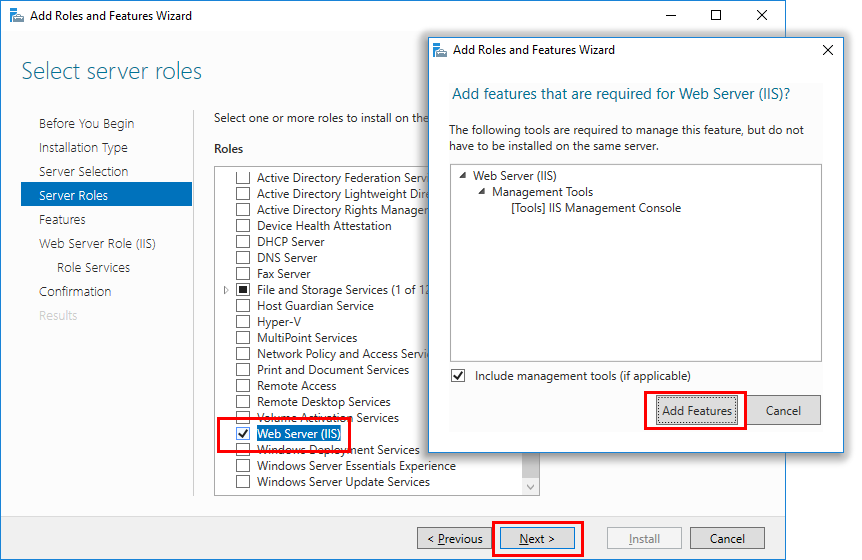 Add Roles and Features Wizard
Select server roles
Before You Begin
Installation Type
Server Selection
Server Roles
Features
Web Server Role (IIS)
Role Services
Confirmation
Results
Select one or more roles to install on the
Roles
Active Directory Federation Serv
Active Directory Lightweight Dire
Active Directory Rights Managem
Device Health Attestation
DHCP Server
DNS Server
Fax Server
File and Storage Services (1 of 12
Host Guardian Service
Hyper-V
MultiPoint Services
Network Policy and Access Servic
Print and Document Services
Remote Access
Remote Desktop Services
Volume Activation Services
Web Server (IIS)
Windows Deployment Services
Windows Server Essentials Experience
Windows Server Update Services
< Previous
Next >
Install
Cancel
Add Roles and Features Wizard
Add features that are required for Web Server (IIS)?
The following tools are required to manage this feature, but do not
have to be installed on the same server.
Web Server (IIS)
Management Tools
[Tools] IIS Management Console
Include management tools (if applicable)
Add Features
Cancel